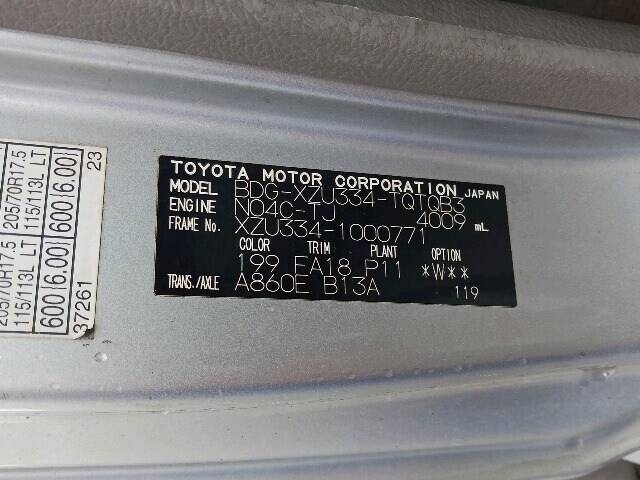 TOYOTA MOTOR CORPORATION JAPAN
MODEL BDG-XZU334-TQTQB3
ENGINE N04C-TJ 4009 mL
FRAME No. XZU334-1000771
COLOR TRIM PLANT OPTION
199 FA18 P11 *W**
TRANS./AXLE A860E B13A 119
205/70R17.5 205/70R17.5
115/113L LT 115/113L LT
600(6.00) 600(6.00)
37261 23